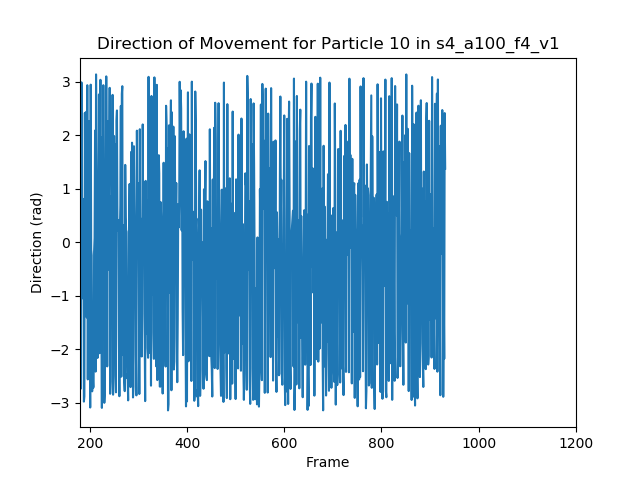 Direction of Movement for Particle 10 in s4_a100_f4_v1
3
2
1
0
−1
−2
−3
Direction (rad)
200 400 600 800 1000 1200
Frame